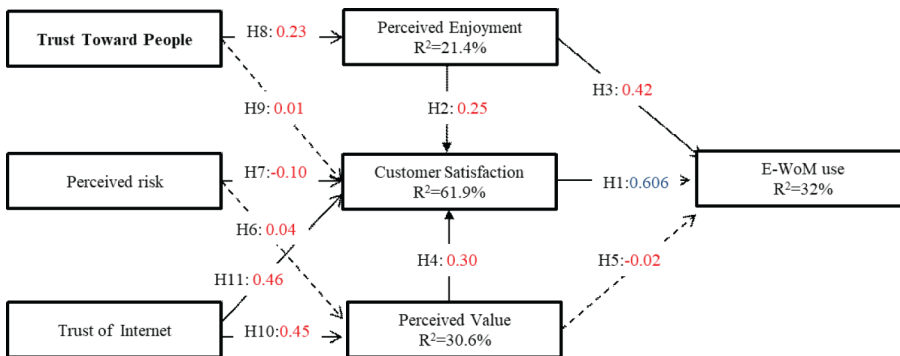 Trust Toward People
H8: 0.23
Perceived Enjoyment
R²=21.4%
H9: 0.01
H2: 0.25
H3: 0.42
Perceived risk
H7:-0.10
Customer Satisfaction
R²=61.9%
H1:0.606
E-WoM use
R²=32%
H6: 0.04
H11: 0.46
H4: 0.30
H5:-0.02
Trust of Internet
H10:0.45
Perceived Value
R²=30.6%